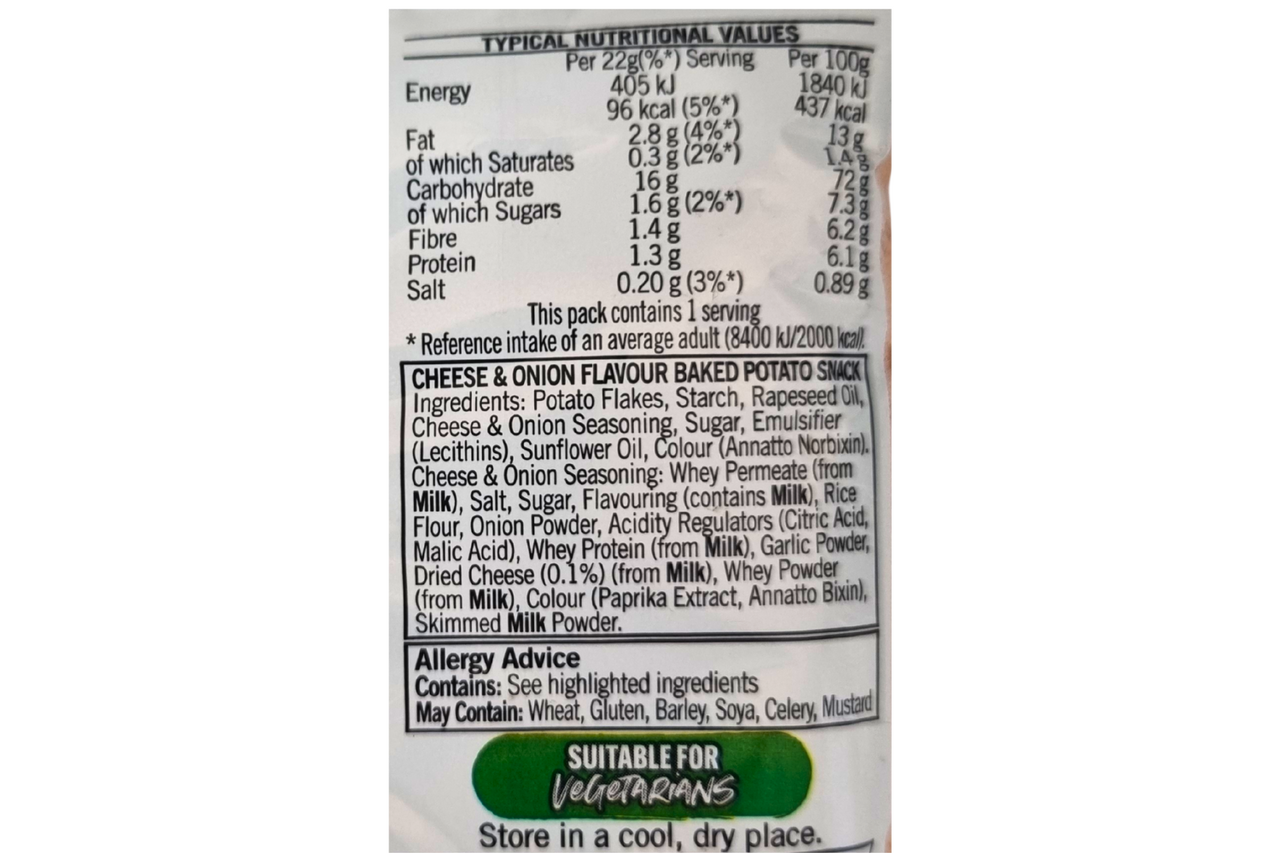 TYPICAL NUTRITIONAL VALUES
Per 22g(%*) Serving Per 100g
Energy 405 kJ 1840 kJ
96 kcal (5%*) 437 kcal
Fat 2.8 g (4%*) 13 g
of which Saturates 0.3 g (2%*) 1.4 g
Carbohydrate 16 g 72 g
of which Sugars 1.6 g (2%*) 7.3 g
Fibre 1.4 g 6.2 g
Protein 1.3 g 6.1 g
Salt 0.20 g (3%*) 0.89 g
This pack contains 1 serving
* Reference intake of an average adult (8400 kJ/2000 kcal).
CHEESE & ONION FLAVOUR BAKED POTATO SNACK
Ingredients: Potato Flakes, Starch, Rapeseed Oil,
Cheese & Onion Seasoning, Sugar, Emulsifier
(Lecithins), Sunflower Oil, Colour (Annatto Norbixin).
Cheese & Onion Seasoning: Whey Permeate (from
Milk), Salt, Sugar, Flavouring (contains Milk), Rice
Flour, Onion Powder, Acidity Regulators (Citric Acid,
Malic Acid), Whey Protein (from Milk), Garlic Powder,
Dried Cheese (0.1%) (from Milk), Whey Powder
(from Milk), Colour (Paprika Extract, Annatto Bixin),
Skimmed Milk Powder.
Allergy Advice
Contains: See highlighted ingredients
May Contain: Wheat, Gluten, Barley, Soya, Celery, Mustard
SUITABLE FOR
VEGETARIANS
Store in a cool, dry place.